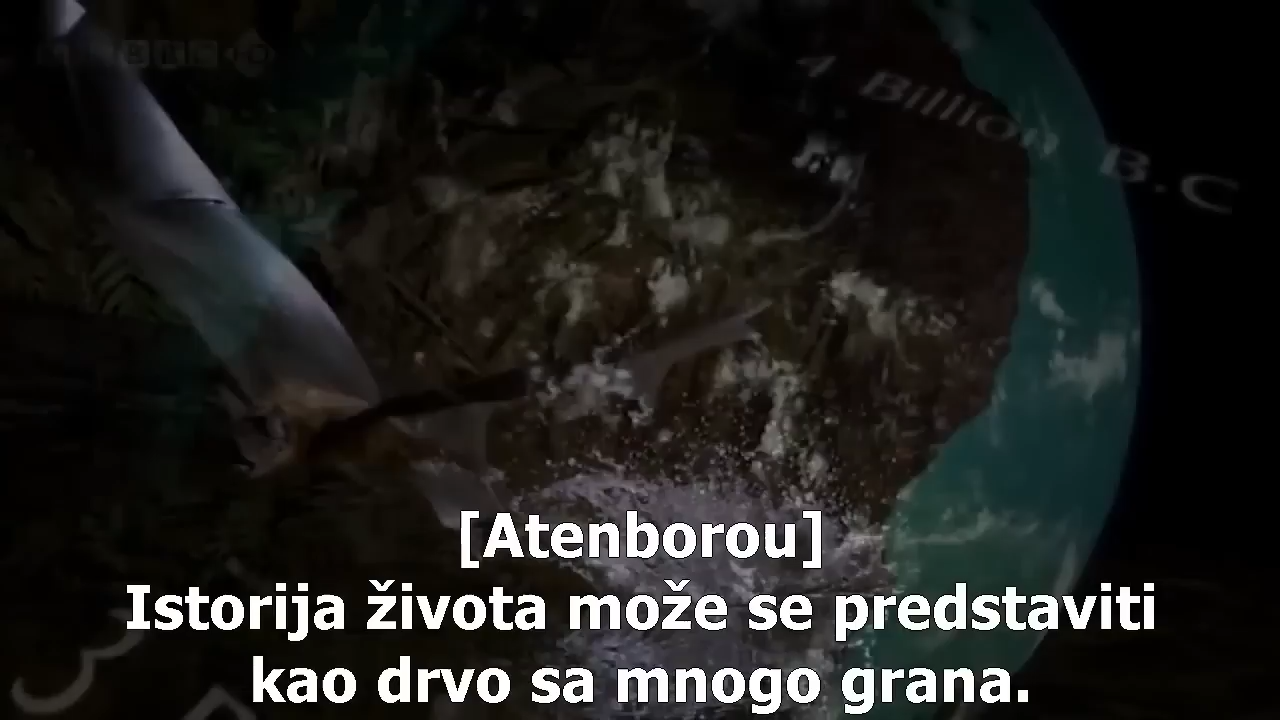 4 Billion B.C
[Atenborou]
Istorija života može se predstaviti
kao drvo sa mnogo grana.